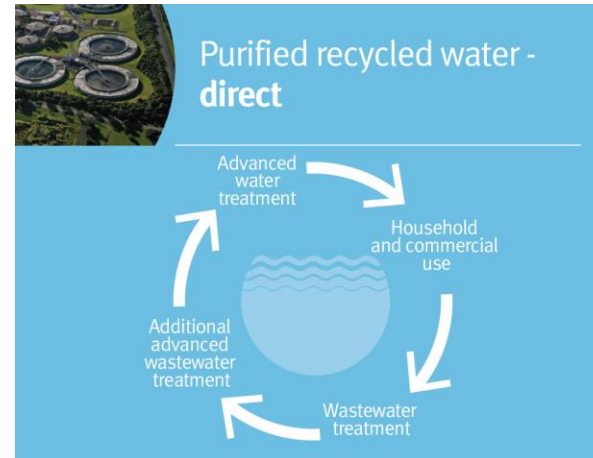 Purified recycled water -
direct
Advanced
water
treatment
Household
and commercial
use
Wastewater
treatment
Additional
advanced
wastewater
treatment